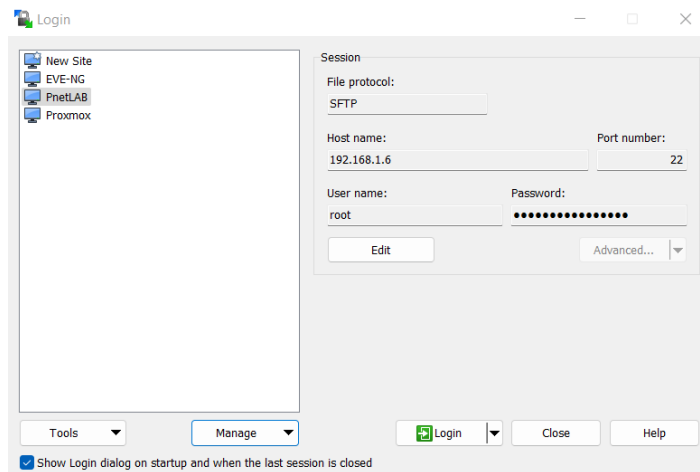 Login
New Site
EVE-NG
PnetLAB
Proxmox
Session
File protocol:
SFTP
Host name:
Port number:
192.168.1.6
22
User name:
Password:
root
●●●●●●●●●●●●●●●●
Edit
Advanced...
Tools
Manage
Login
Close
Help
Show Login dialog on startup and when the last session is closed